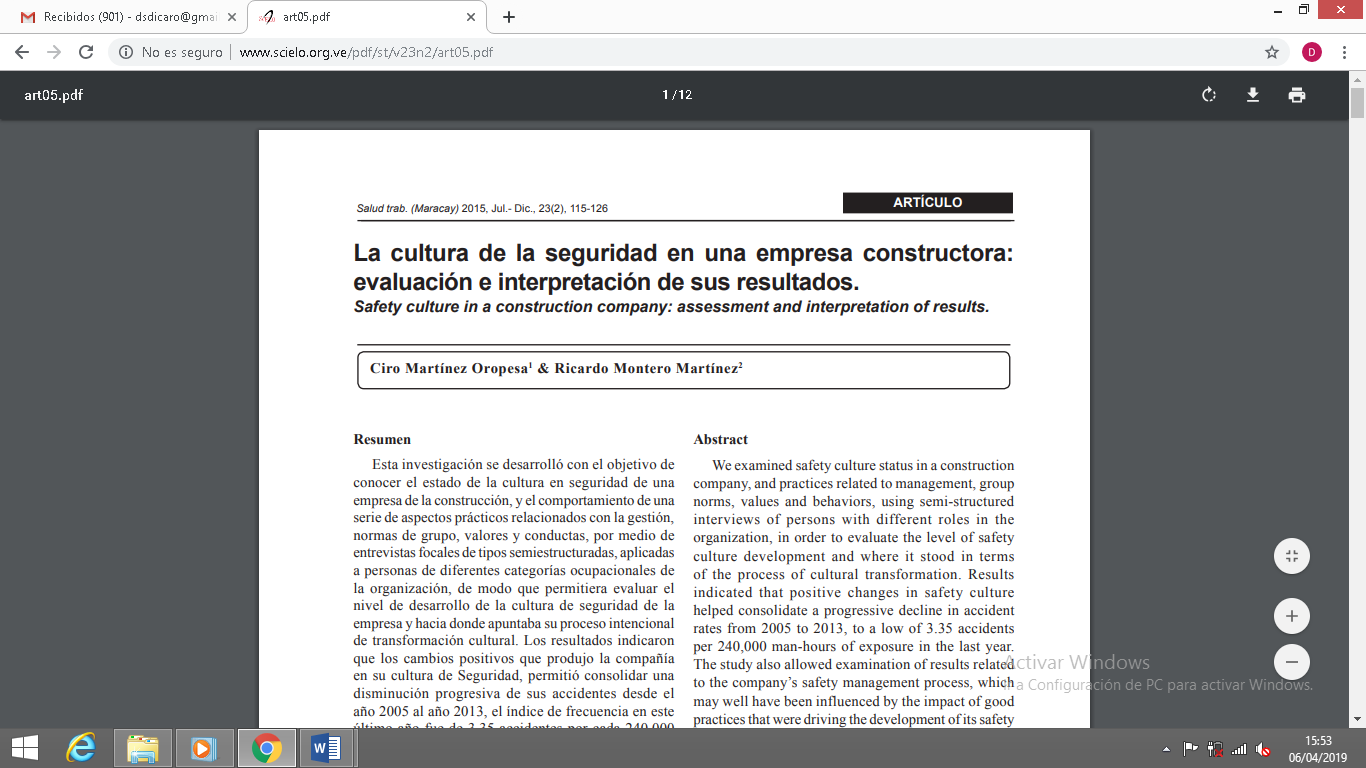 Recibidos (901) - dsdicaro@gmai
art05.pdf
No es seguro
www.scielo.org.ve/pdf/st/v23n2/art05.pdf
D
art05.pdf
1 / 12
Salud trab. (Maracay) 2015, Jul.- Dic., 23(2), 115-126
ARTÍCULO
La cultura de la seguridad en una empresa constructora:
evaluación e interpretación de sus resultados.
Safety culture in a construction company: assessment and interpretation of results.
Ciro Martínez Oropesa¹ & Ricardo Montero Martínez²
Resumen
Esta investigación se desarrolló con el objetivo de
conocer el estado de la cultura en seguridad de una
empresa de la construcción, y el comportamiento de una
serie de aspectos prácticos relacionados con la gestión,
normas de grupo, valores y conductas, por medio de
entrevistas focales de tipos semiestructuradas, aplicadas
a personas de diferentes categorías ocupacionales de
la organización, de modo que permitiera evaluar el
nivel de desarrollo de la cultura de seguridad de la
empresa y hacia donde apuntaba su proceso intencional
de transformación cultural. Los resultados indicaron
que los cambios positivos que produjo la compañía
en su cultura de Seguridad, permitió consolidar una
disminución progresiva de sus accidentes desde el
año 2005 al año 2013, el índice de frecuencia en este
último año fue de 3.35 accidentes por cada 240.000
Abstract
We examined safety culture status in a construction
company, and practices related to management, group
norms, values and behaviors, using semi-structured
interviews of persons with different roles in the
organization, in order to evaluate the level of safety
culture development and where it stood in terms
of the process of cultural transformation. Results
indicated that positive changes in safety culture
helped consolidate a progressive decline in accident
rates from 2005 to 2013, to a low of 3.35 accidents
per 240,000 man-hours of exposure in the last year.
The study also allowed examination of results related
to the company's safety management process, which
may well have been influenced by the impact of good
practices that were driving the development of its safety
Activar Windows
Ir a Configuración de PC para activar Windows.
15:53
06/04/2019